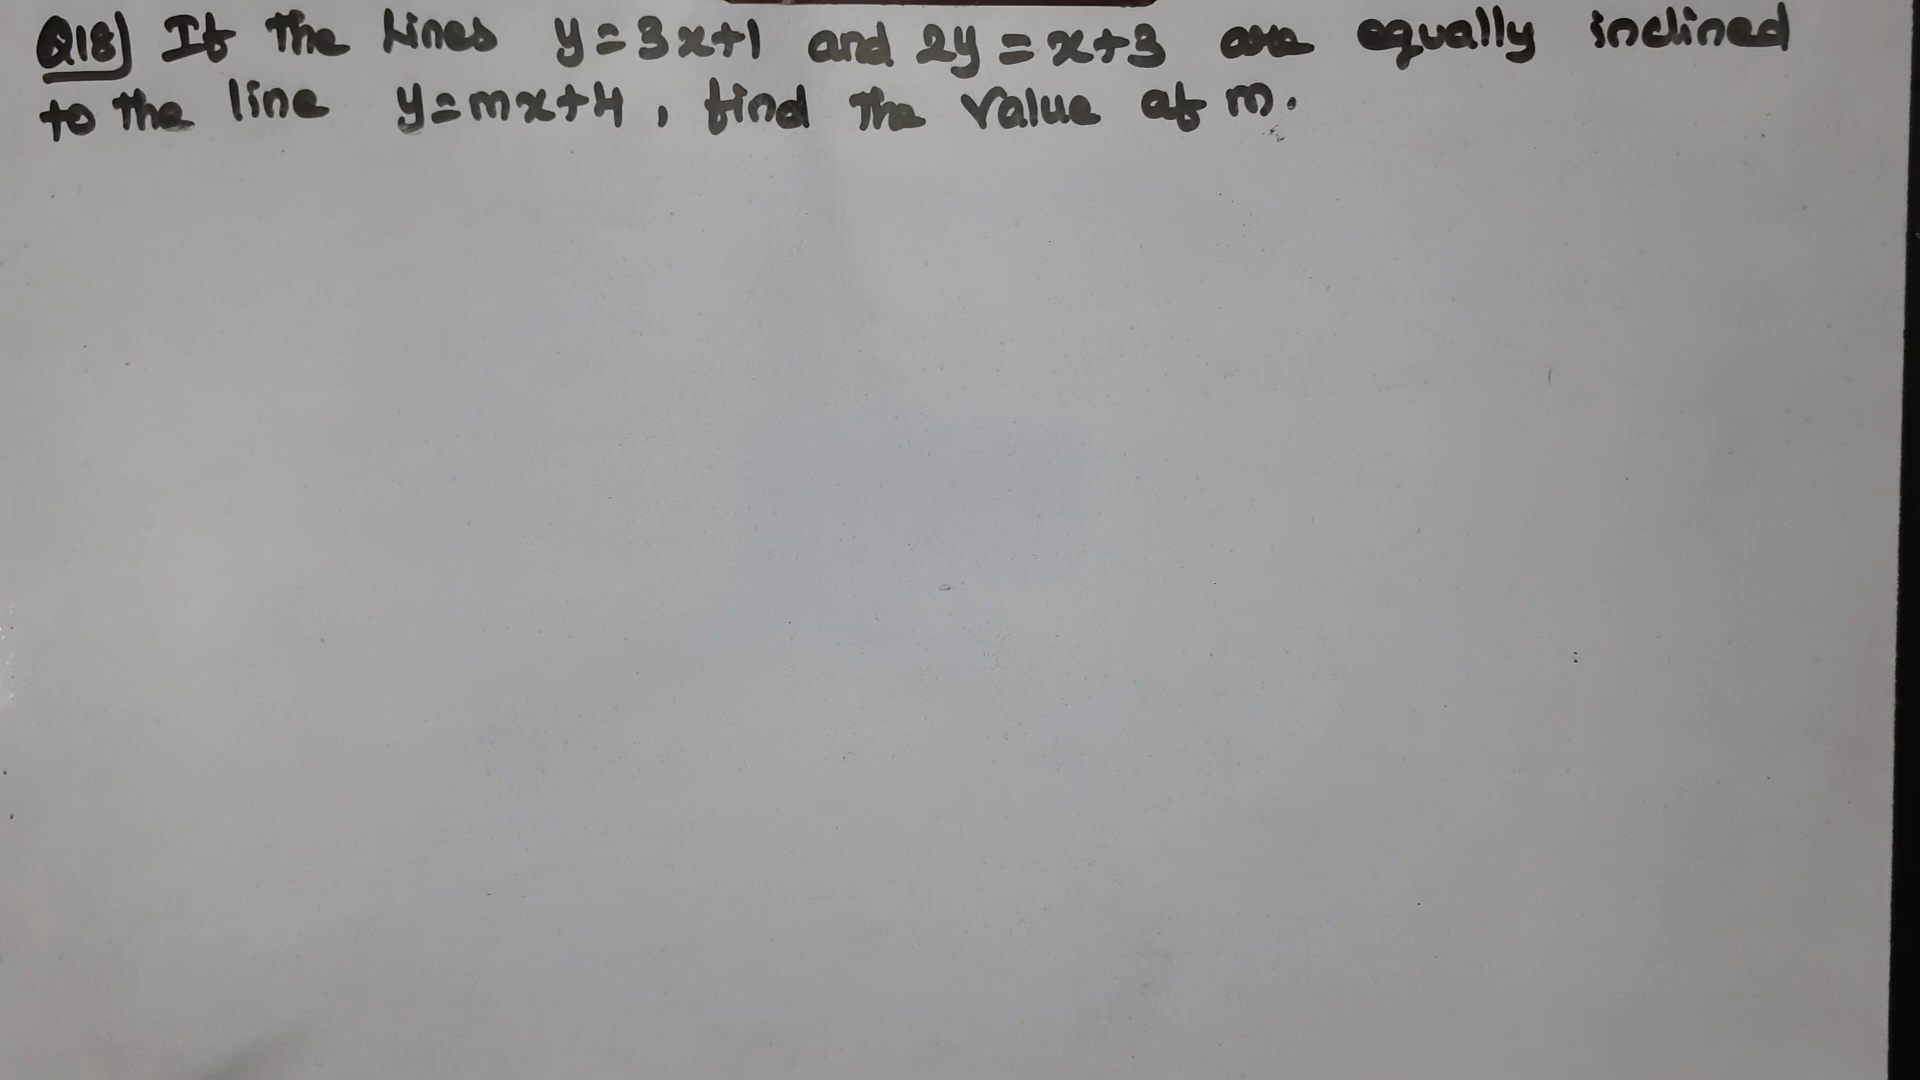 Q18) If the lines y=3x+1 and 2y=x+3 are equally inclined
to the line y=mx+4, find the value of m.